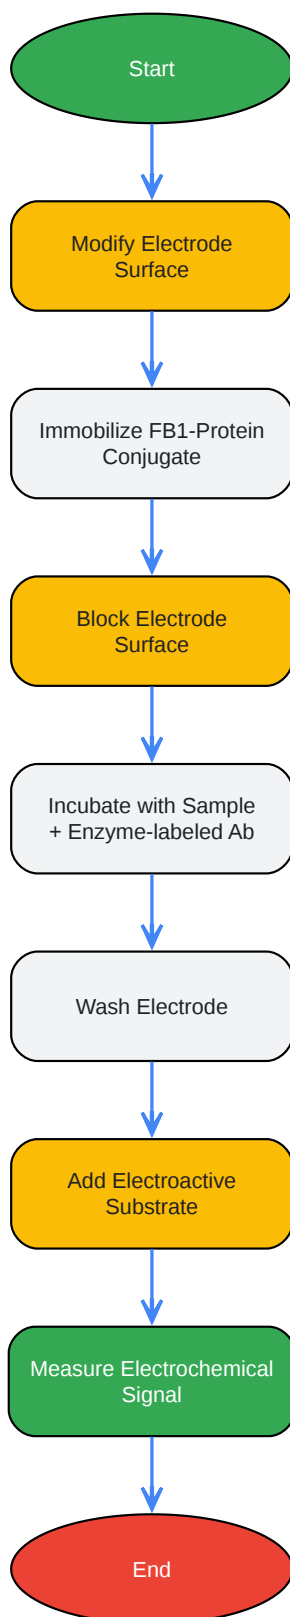 Start
Modify Electrode
Surface
Immobilize FB1-Protein
Conjugate
Block Electrode
Surface
Incubate with Sample
+ Enzyme-labeled Ab
Wash Electrode
Add Electroactive
Substrate
Measure Electrochemical
Signal
End